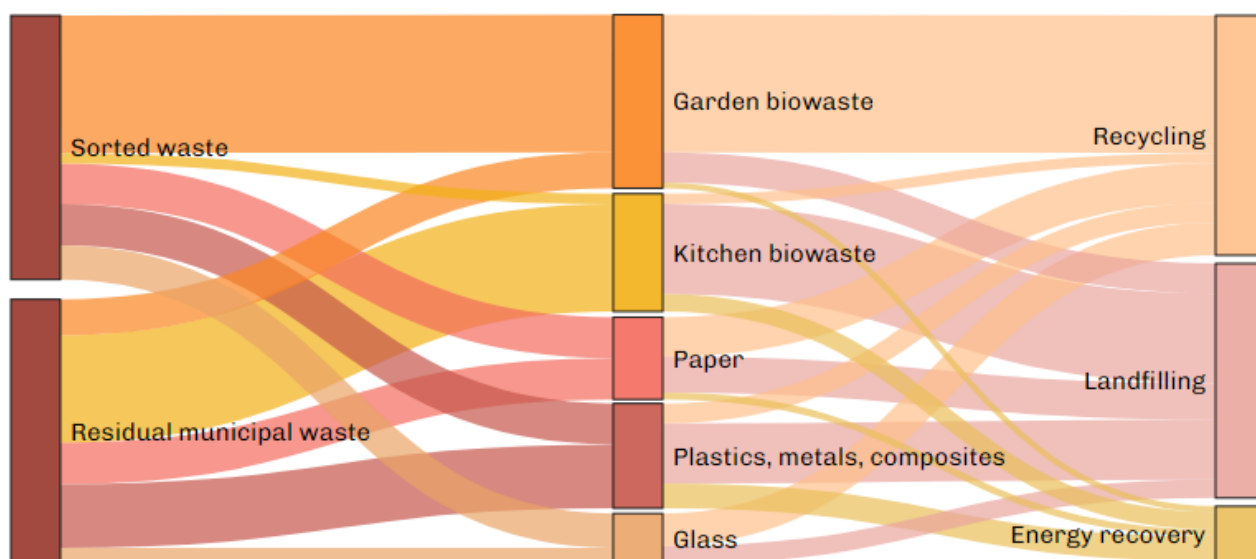 Sorted waste
Residual municipal waste
Garden biowaste
Kitchen biowaste
Paper
Plastics, metals, composites
Glass
Recycling
Landfilling
Energy recovery